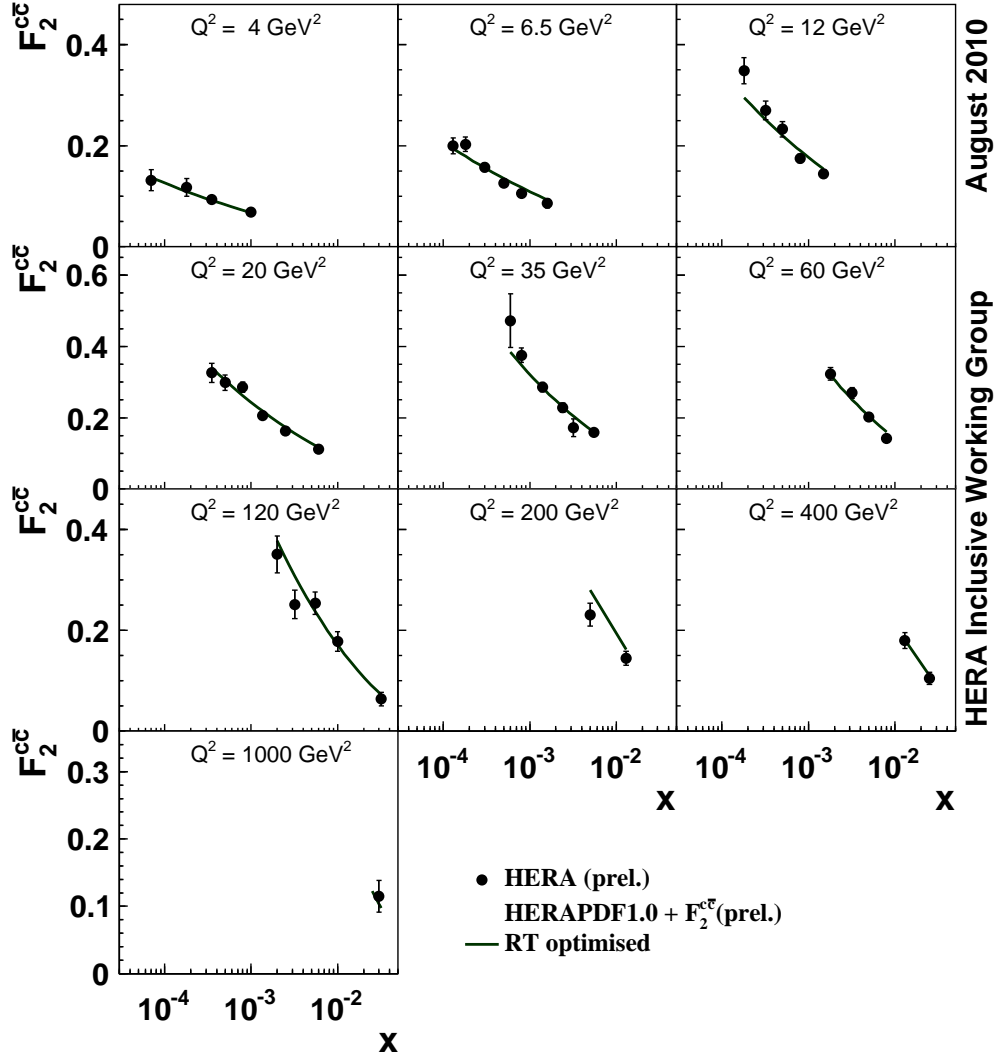 F₂^cc̅
Q² = 4 GeV²
Q² = 6.5 GeV²
Q² = 12 GeV²
0.4
0.2
0
F₂^cc̅
Q² = 20 GeV²
Q² = 35 GeV²
Q² = 60 GeV²
0.6
0.4
0.2
0
F₂^cc̅
Q² = 120 GeV²
Q² = 200 GeV²
Q² = 400 GeV²
0.4
0.2
0
F₂^cc̅
Q² = 1000 GeV²
0.3
0.2
0.1
0
10⁻⁴ 10⁻³ 10⁻²
x
10⁻⁴ 10⁻³ 10⁻²
x
10⁻⁴ 10⁻³ 10⁻²
x
HERA (prel.)
HERAPDF1.0 + F₂^cc̅(prel.)
RT optimised
HERA Inclusive Working Group
August 2010